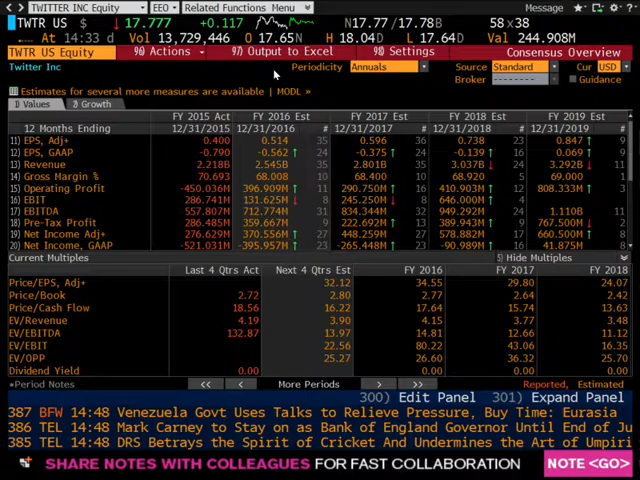 TWITTER INC Equity EEO Related Functions Menu Message
TWTR US $ 17.777 +0.117 N17.77 / 17.78B 58 x 38
At 14:33 d Vol 13,729,446 O 17.65N H 18.04D L 17.64D Val 244.908M
TWTR US Equity 96) Actions 97) Output to Excel 98) Settings Consensus Overview
Twitter Inc Periodicity Annuals Source Standard Cur USD
Broker Guidance
Estimates for several more measures are available | MODL »
1) Values 2) Growth
FY 2015 Act FY 2016 Est FY 2017 Est FY 2018 Est FY 2019 Est
12 Months Ending 12/31/2015 12/31/2016 # 12/31/2017 # 12/31/2018 # 12/31/2019 #
11) EPS, Adj+ 0.400 0.514 35 0.596 36 0.738 23 0.847↑ 9
12) EPS, GAAP -0.790 -0.562↑ 24 -0.375↑ 24 -0.139↑ 16 0.069↑ 9
13) Revenue 2.218B 2.545B 35 2.801B 35 3.037B↓ 24 3.292B↓ 11
14) Gross Margin % 70.693 68.008 15 68.400 10 68.920 5 69.000 1
15) Operating Profit -450.036M 396.909M↑ 11 290.750M↑ 16 410.903M↑ 12 808.333M↑ 3
16) EBIT 286.741M 131.625M↓ 8 245.200M↑ 8 646.000M↑ 4
17) EBITDA 557.807M 712.774M 31 834.344M 32 949.292M 24 1.110B 11
18) Pre-Tax Profit 286.485M 359.667M 9 222.692M↑ 13 389.943M↑ 9 767.500M↓ 2
19) Net Income Adj+ 276.629M 370.556M↑ 27 448.259M 27 578.882M 17 660.500M↑ 8
20) Net Income, GAAP -521.031M -395.957M↑ 24 -265.448M 24 -90.989M 16 41.875M 8
Current Multiples 5) Hide Multiples
Last 4 Qtrs Act Next 4 Qtrs Est FY 2016 FY 2017 FY 2018
Price/EPS, Adj+ 32.12 34.55 29.80 24.07
Price/Book 2.72 2.80 2.77 2.64 2.42
Price/Cash Flow 18.56 16.22 17.64 15.74 13.63
EV/Revenue 4.19 3.90 4.15 3.77 3.48
EV/EBITDA 132.87 13.97 14.81 12.66 11.12
EV/EBIT 22.56 80.22 43.06 16.35
EV/OPP 25.27 26.60 36.32 25.70
Dividend Yield 0.00 0.00
Period Notes « < More Periods > » Reported, Estimated
300) Edit Panel 301) Expand Panel
387 BFW 14:48 Venezuela Govt Uses Talks to Relieve Pressure, Buy Time: Eurasia
386 TEL 14:48 Mark Carney to Stay on as Bank of England Governor Until End of Ju
385 TEL 14:48 DRS Betrays the Spirit of Cricket And Undermines the Art of Umpiri
SHARE NOTES WITH COLLEAGUES FOR FAST COLLABORATION NOTE <GO>